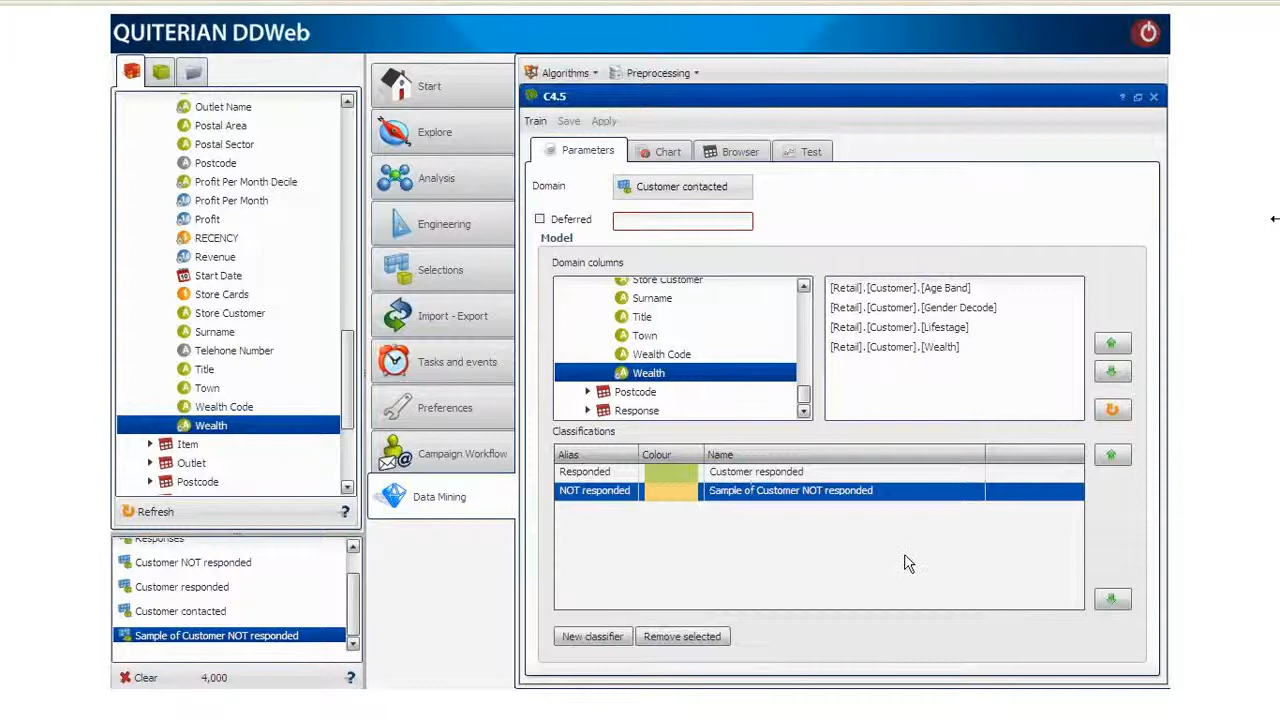 QUITERIAN DDWeb
Outlet Name
Postal Area
Postal Sector
Postcode
Profit Per Month Decile
Profit Per Month
Profit
RECENCY
Revenue
Start Date
Store Cards
Store Customer
Surname
Telehone Number
Title
Town
Wealth Code
Wealth
Item
Outlet
Postcode
Refresh ?
Responses
Customer NOT responded
Customer responded
Customer contacted
Sample of Customer NOT responded
Clear 4,000 ?
Start
Explore
Analysis
Engineering
Selections
Import - Export
Tasks and events
Preferences
Campaign Workflow
Data Mining
Algorithms Preprocessing
C4.5 ?
Train Save Apply
Parameters Chart Browser Test
Domain Customer contacted
Deferred
Model
Domain columns
Store Customer
Surname
Title
Town
Wealth Code
Wealth
Postcode
Response
[Retail].[Customer].[Age Band]
[Retail].[Customer].[Gender Decode]
[Retail].[Customer].[Lifestage]
[Retail].[Customer].[Wealth]
Classifications
Alias Colour Name
Responded Customer responded
NOT responded Sample of Customer NOT responded
New classifier Remove selected